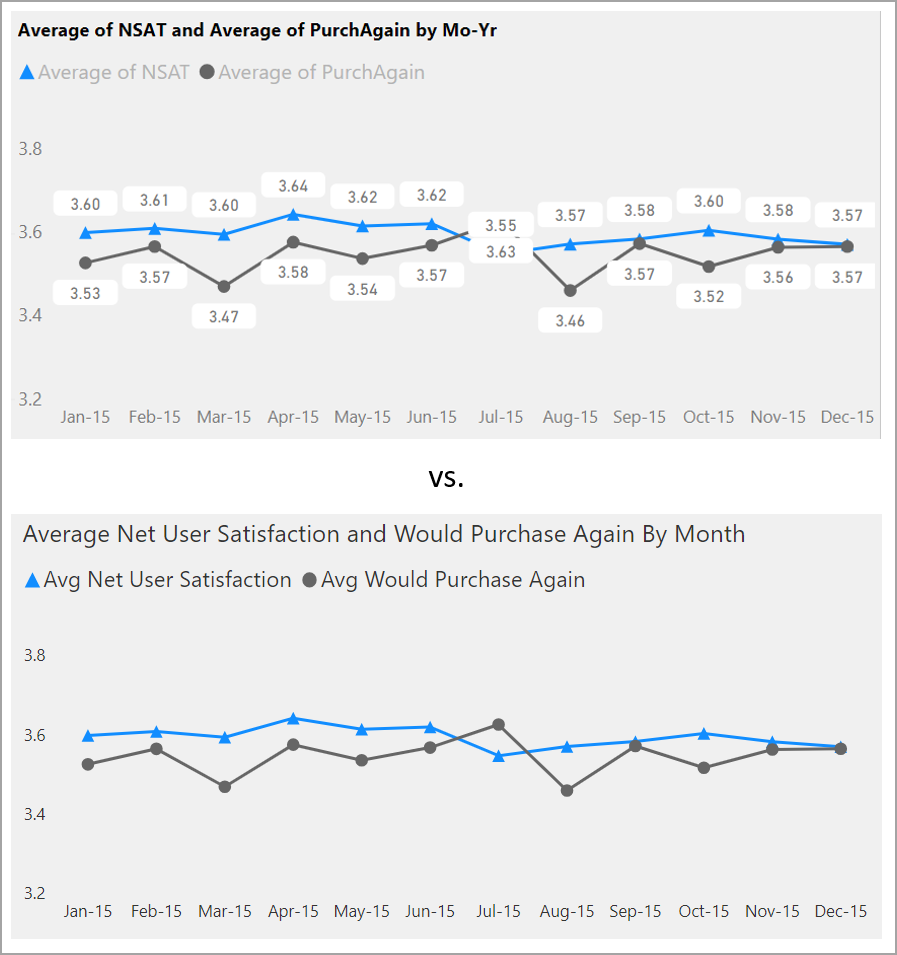 Average of NSAT and Average of PurchAgain by Mo-Yr
Average of NSAT Average of PurchAgain
3.8
3.64
3.60 3.61 3.60 3.62 3.62 3.57 3.58 3.60 3.58 3.57
3.6
3.55
3.63
3.53 3.57 3.47 3.58 3.54 3.57 3.46 3.57 3.52 3.56 3.57
3.4
3.2
Jan-15 Feb-15 Mar-15 Apr-15 May-15 Jun-15 Jul-15 Aug-15 Sep-15 Oct-15 Nov-15 Dec-15
vs.
Average Net User Satisfaction and Would Purchase Again By Month
Avg Net User Satisfaction Avg Would Purchase Again
3.8
3.6
3.4
3.2
Jan-15 Feb-15 Mar-15 Apr-15 May-15 Jun-15 Jul-15 Aug-15 Sep-15 Oct-15 Nov-15 Dec-15